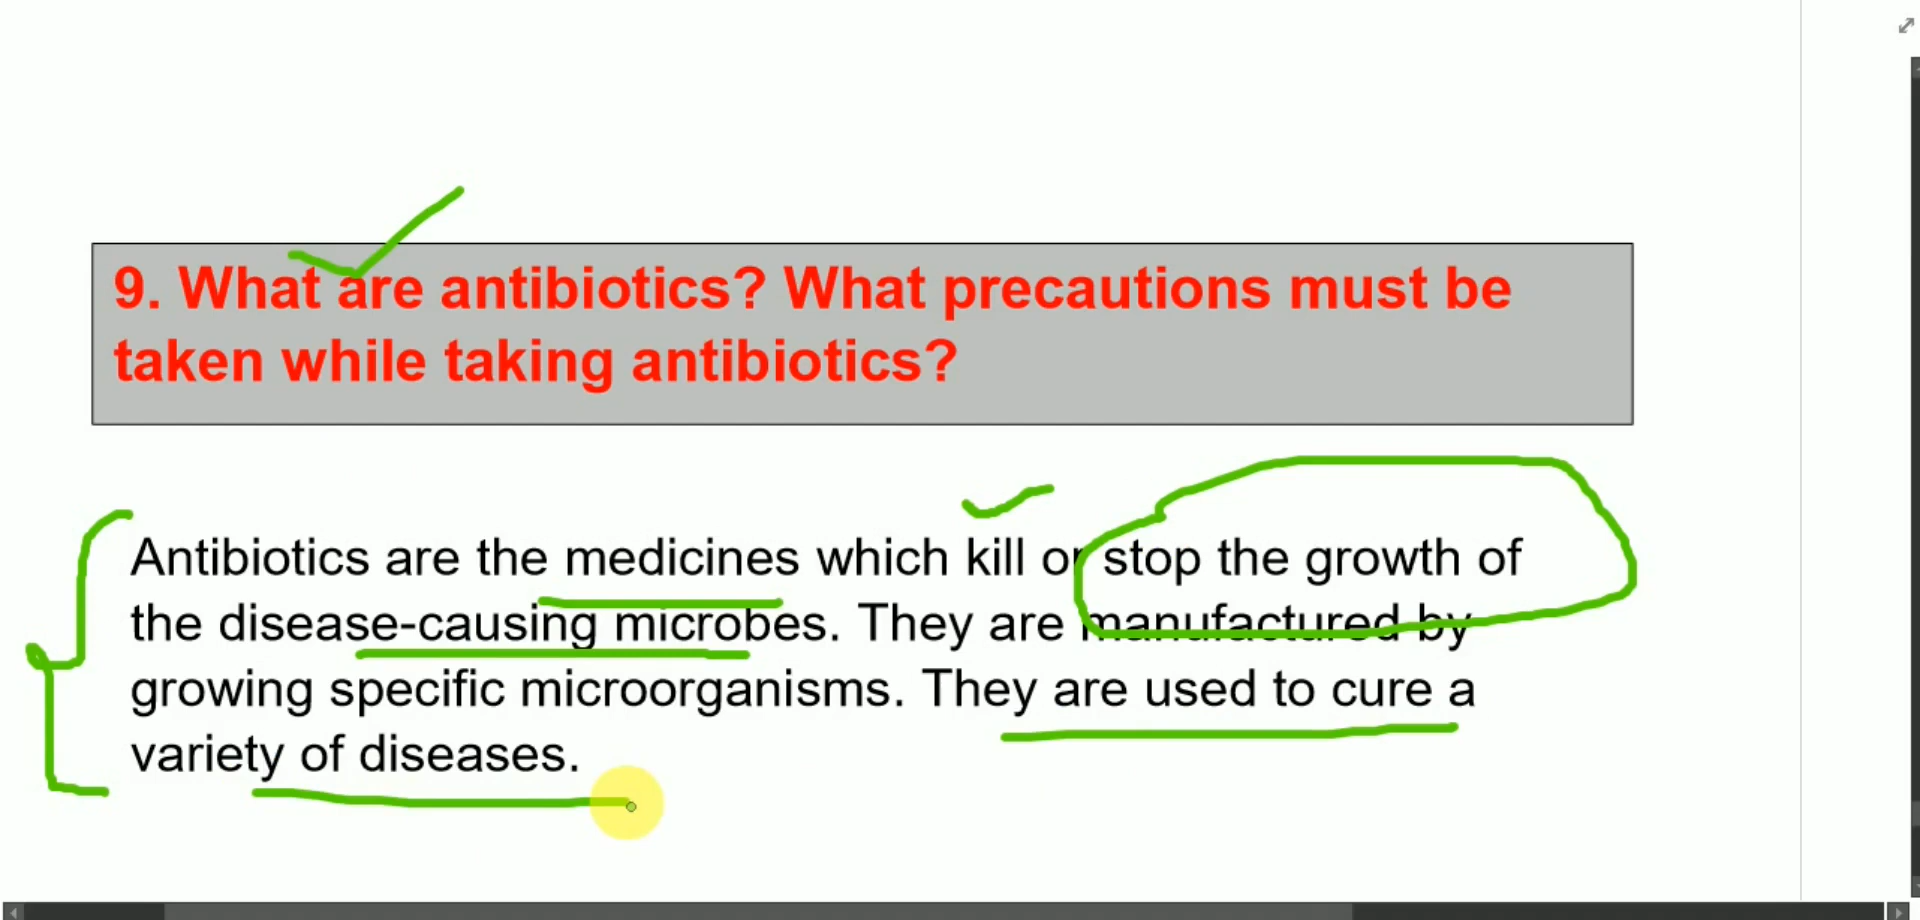 9. What are antibiotics? What precautions must be
taken while taking antibiotics?
Antibiotics are the medicines which kill or stop the growth of
the disease-causing microbes. They are manufactured by
growing specific microorganisms. They are used to cure a
variety of diseases.